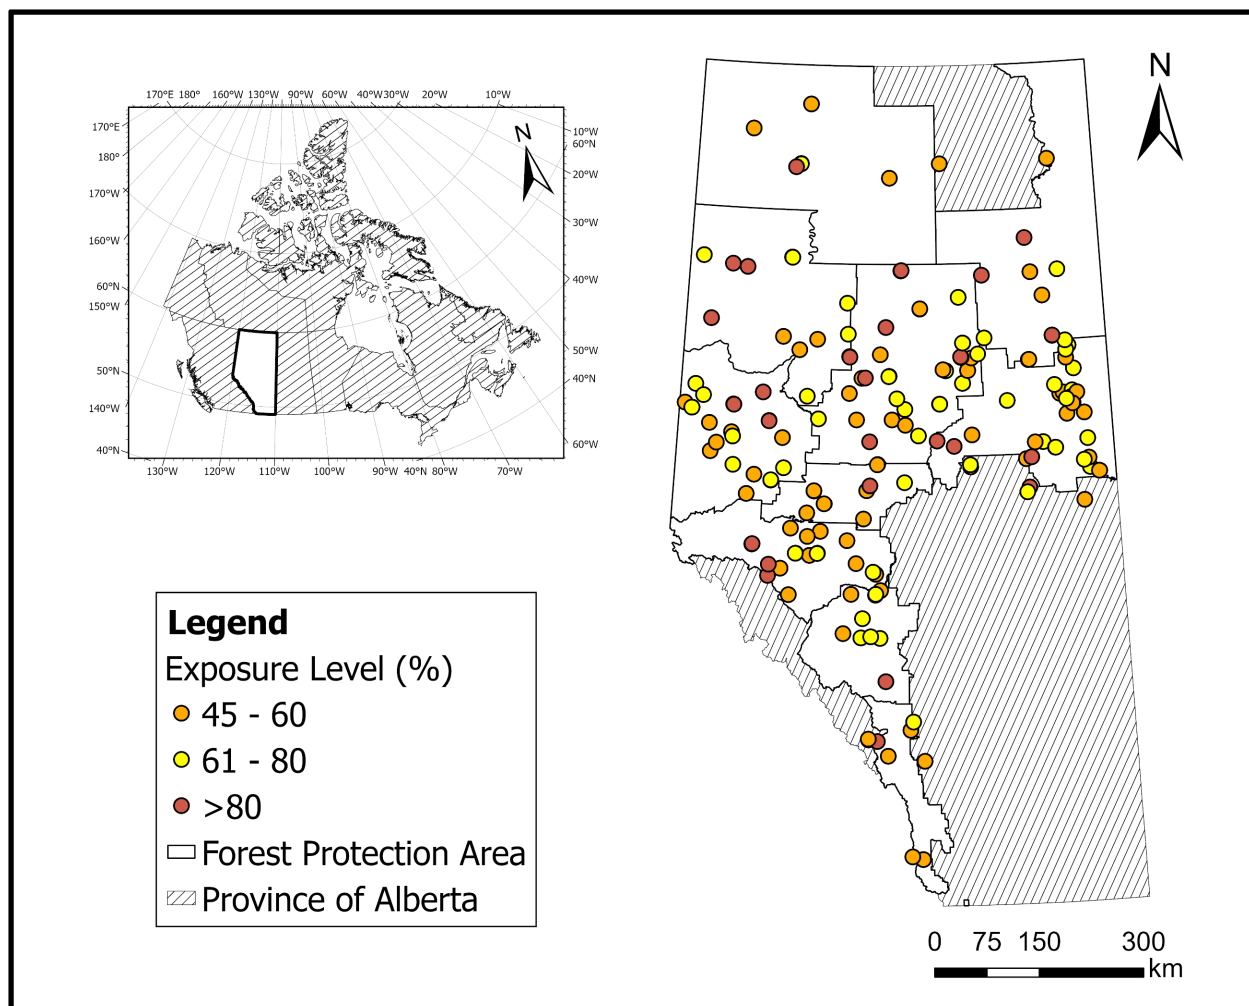 170°E 180° 160°W 130°W 90°W 60°W 40°W30°W 20°W 10°W
170°E
180°
170°W
160°W
60°N
150°W
50°N
140°W
40°N
N
10°W
60°N
20°W
30°W
40°W
50°W
40°N
60°W
130°W 120°W 110°W 100°W 90°W 40°N 80°W 70°W
N
Legend
Exposure Level (%)
45 - 60
61 - 80
>80
Forest Protection Area
Province of Alberta
0 75 150 300
km